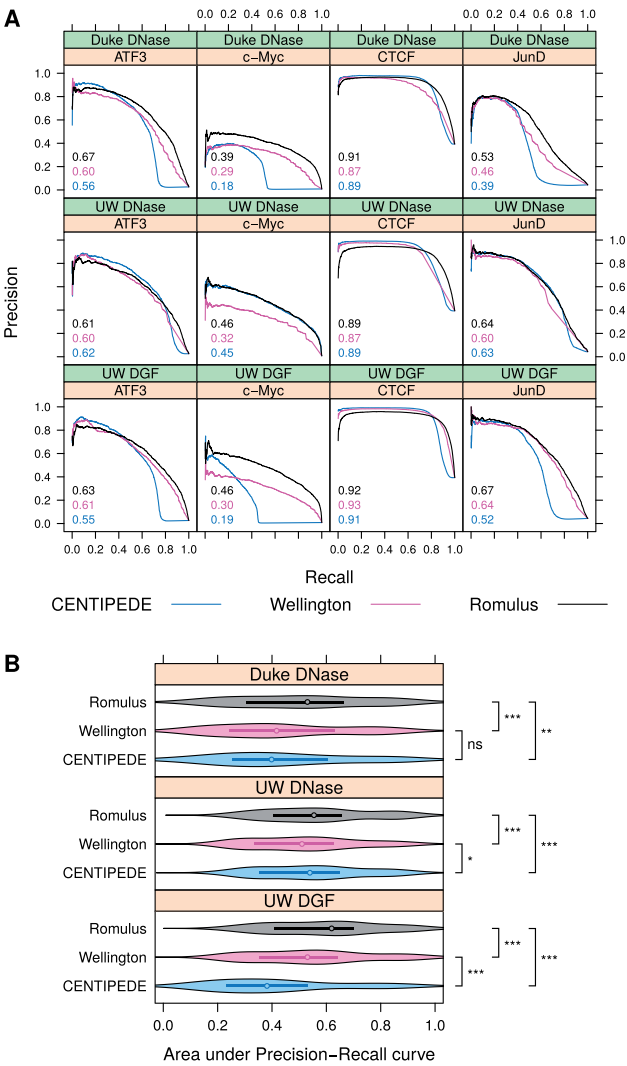 A
0.0 0.2 0.4 0.6 0.8 1.0 0.0 0.2 0.4 0.6 0.8 1.0
Duke DNase Duke DNase Duke DNase Duke DNase
ATF3 c−Myc CTCF JunD
1.0
0.8
0.6
0.4
0.2
0.0
0.67 0.39 0.91 0.53
0.60 0.29 0.87 0.46
0.56 0.18 0.89 0.39
UW DNase UW DNase UW DNase UW DNase
ATF3 c−Myc CTCF JunD
1.0
0.8
0.6
0.4
0.2
0.0
0.61 0.46 0.89 0.64
0.60 0.32 0.87 0.60
0.62 0.45 0.89 0.63
Precision
UW DGF UW DGF UW DGF UW DGF
ATF3 c−Myc CTCF JunD
1.0
0.8
0.6
0.4
0.2
0.0
0.63 0.46 0.92 0.67
0.61 0.30 0.93 0.64
0.55 0.19 0.91 0.52
0.0 0.2 0.4 0.6 0.8 1.0 0.0 0.2 0.4 0.6 0.8 1.0
Recall
CENTIPEDE Wellington Romulus
B
Duke DNase
Romulus
Wellington
CENTIPEDE
*** ** ns
UW DNase
Romulus
Wellington
CENTIPEDE
*** *** *
UW DGF
Romulus
Wellington
CENTIPEDE
*** *** ***
0.0 0.2 0.4 0.6 0.8 1.0
Area under Precision−Recall curve